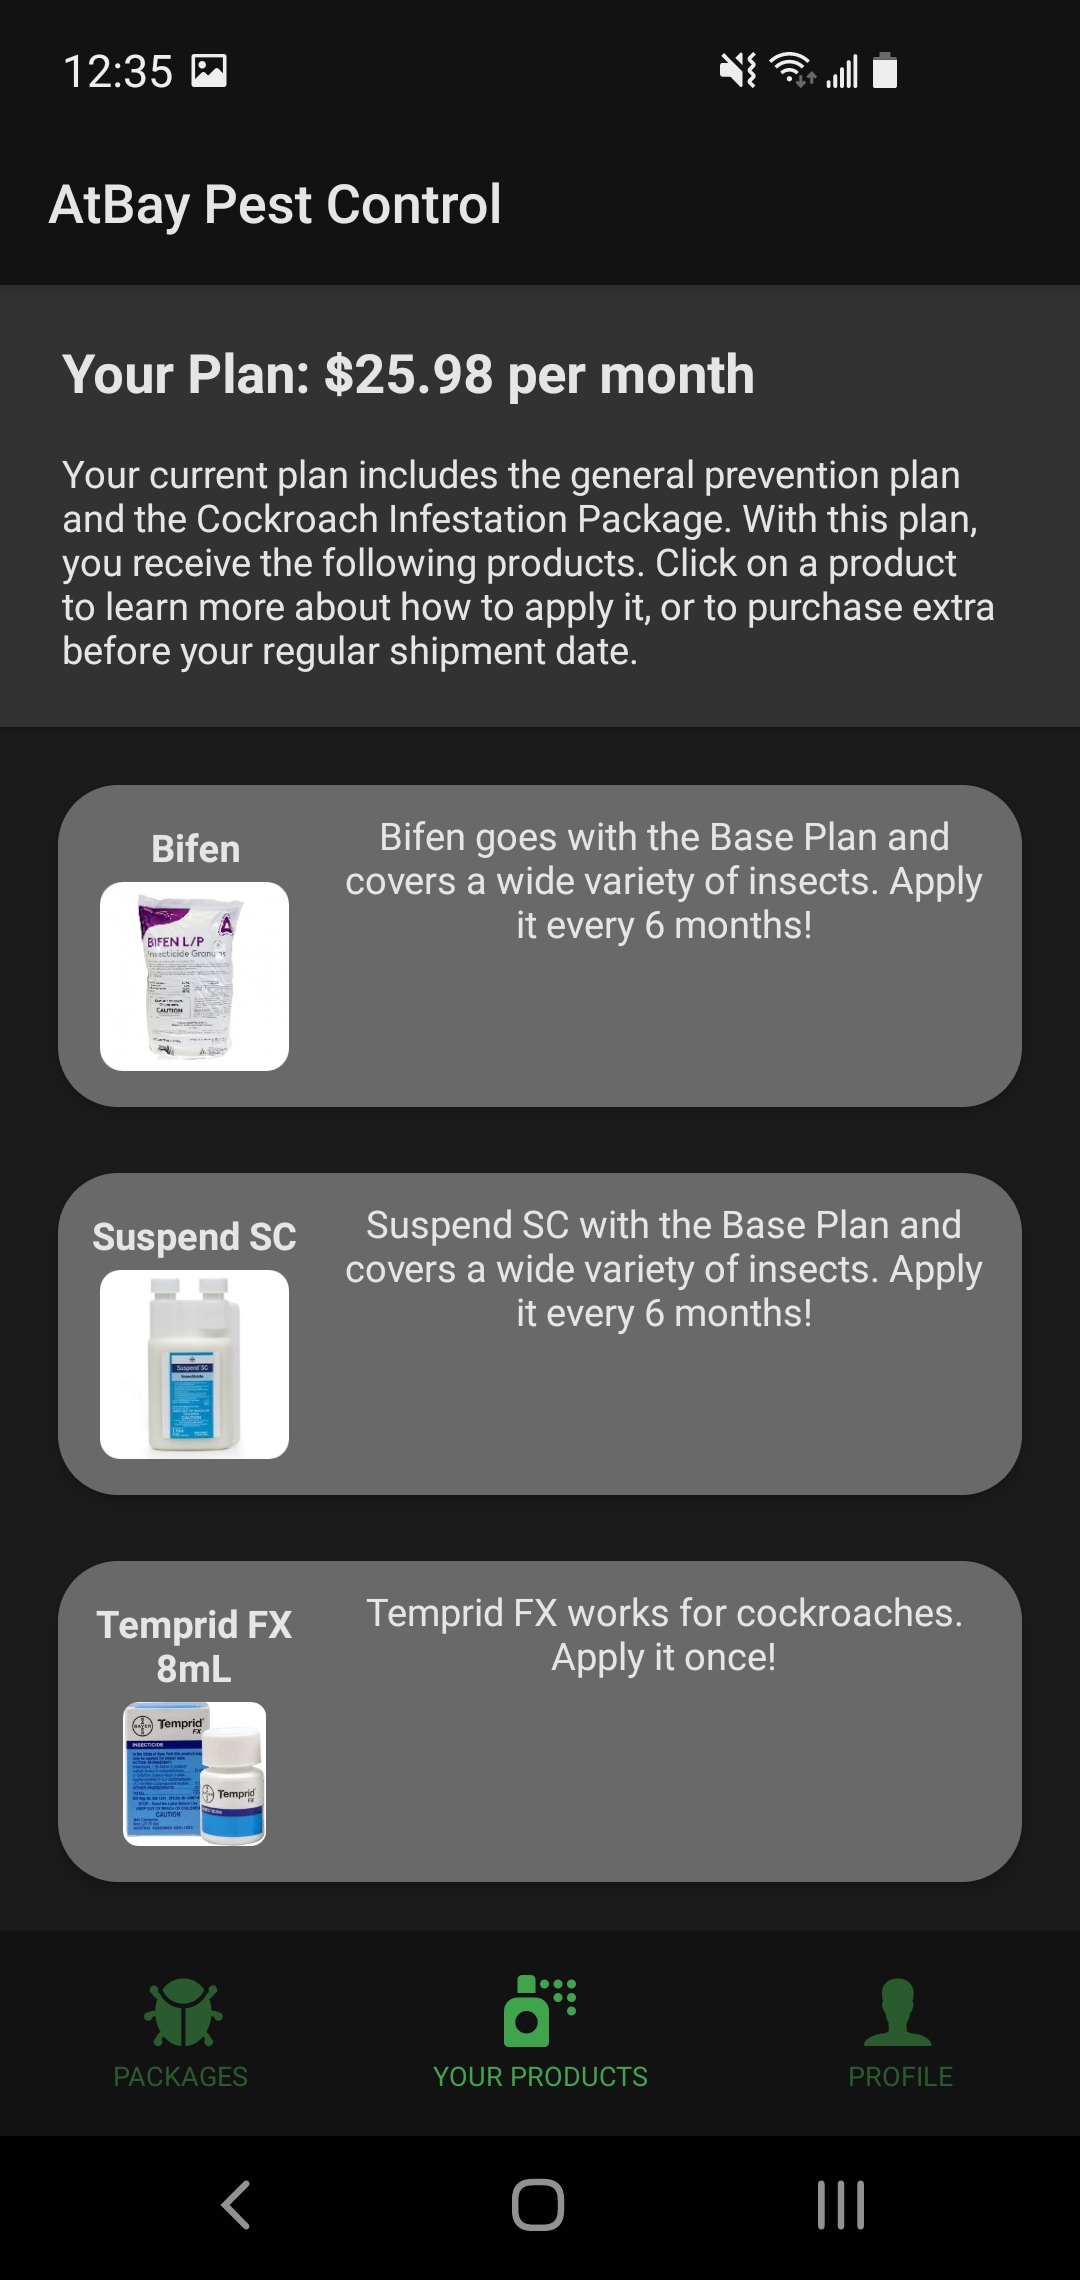 12:35
AtBay Pest Control
Your Plan: $25.98 per month
Your current plan includes the general prevention plan
and the Cockroach Infestation Package. With this plan,
you receive the following products. Click on a product
to learn more about how to apply it, or to purchase extra
before your regular shipment date.
Bifen
BIFEN L/P
Insecticide Granules
CAUTION
Bifen goes with the Base Plan and
covers a wide variety of insects. Apply
it every 6 months!
Suspend SC
Suspend SC
Insecticide
CAUTION
Suspend SC with the Base Plan and
covers a wide variety of insects. Apply
it every 6 months!
Temprid FX
8mL
BAYER
Temprid
FX
INSECTICIDE
CAUTION
Temprid
FX
Temprid FX works for cockroaches.
Apply it once!
PACKAGES
YOUR PRODUCTS
PROFILE